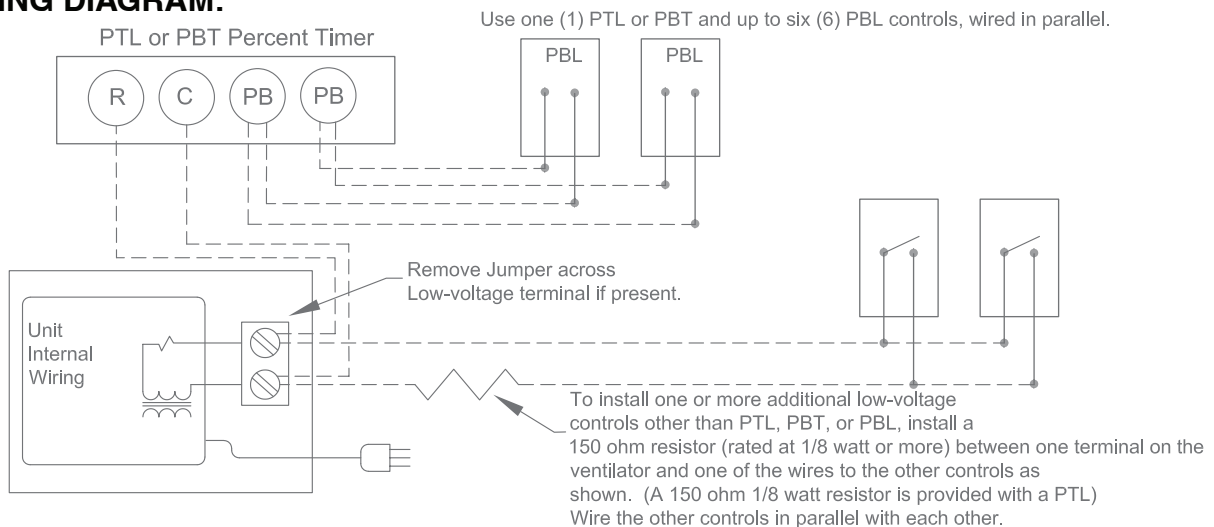 ING DIAGRAM:
Use one (1) PTL or PBT and up to six (6) PBL controls, wired in parallel.
PTL or PBT Percent Timer
PBL PBL
R C PB PB
Remove Jumper across
Low-voltage terminal if present.
Unit
Internal
Wiring
To install one or more additional low-voltage
controls other than PTL, PBT, or PBL, install a
150 ohm resistor (rated at 1/8 watt or more) between one terminal on the
ventilator and one of the wires to the other controls as
shown. (A 150 ohm 1/8 watt resistor is provided with a PTL)
Wire the other controls in parallel with each other.